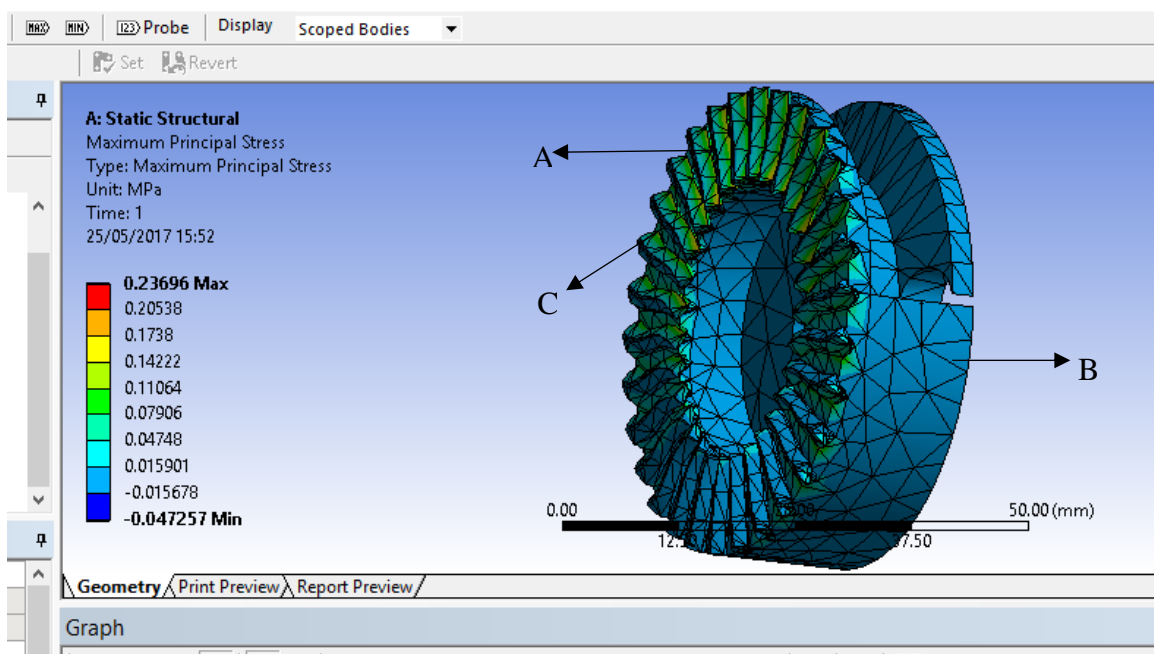 MAX MIN 123 Probe Display Scoped Bodies
Set Revert
A: Static Structural
Maximum Principal Stress
Type: Maximum Principal Stress
Unit: MPa
Time: 1
25/05/2017 15:52
0.23696 Max
0.20538
0.1738
0.14222
0.11064
0.07906
0.04748
0.015901
-0.015678
-0.047257 Min
A
C
B
0.00 50.00 (mm)
Geometry Print Preview Report Preview
Graph